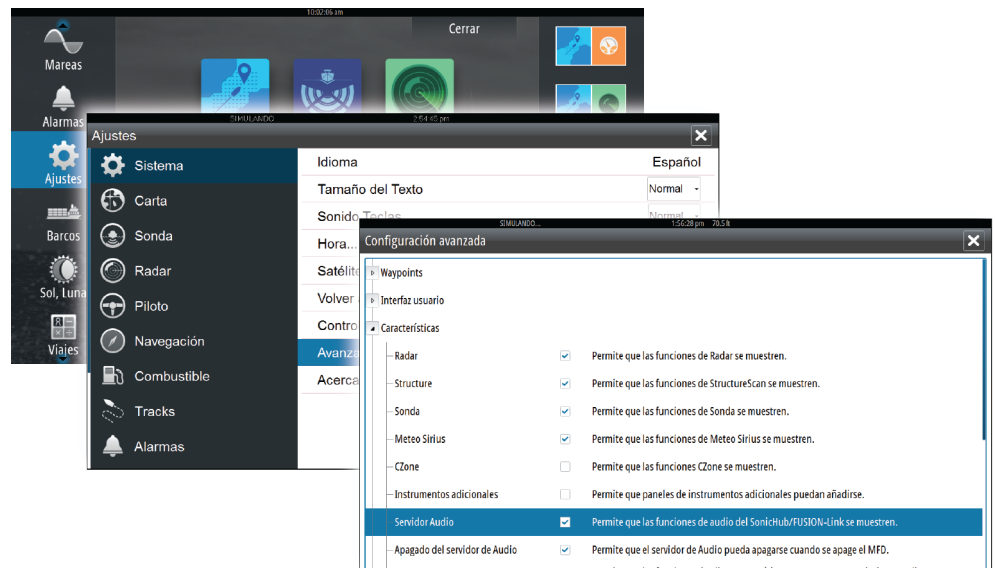 10:02:06 am
Cerrar
Mareas
Alarmas
Ajustes
Barcos
Sol, Luna
Viajes
SIMULANDO
2:54:45 pm
Ajustes
Sistema
Carta
Sonda
Radar
Piloto
Navegación
Combustible
Tracks
Alarmas
Idioma Español
Tamaño del Texto Normal
Sonido Teclas Normal
Hora...
Satélite
Volver
Contro
Avanza
Acerca
SIMULANDO... 1:56:28 pm 70.5 ft
Configuración avanzada
Waypoints
Interfaz usuario
Características
Radar Permite que las funciones de Radar se muestren.
Structure Permite que las funciones de StructureScan se muestren.
Sonda Permite que las funciones de Sonda se muestren.
Meteo Sirius Permite que las funciones de Meteo Sirius se muestren.
CZone Permite que las funciones CZone se muestren.
Instrumentos adicionales Permite que paneles de instrumentos adicionales puedan añadirse.
Servidor Audio Permite que las funciones de audio del SonicHub/FUSION-Link se muestren.
Apagado del servidor de Audio Permite que el servidor de Audio pueda apagarse cuando se apage el MFD.